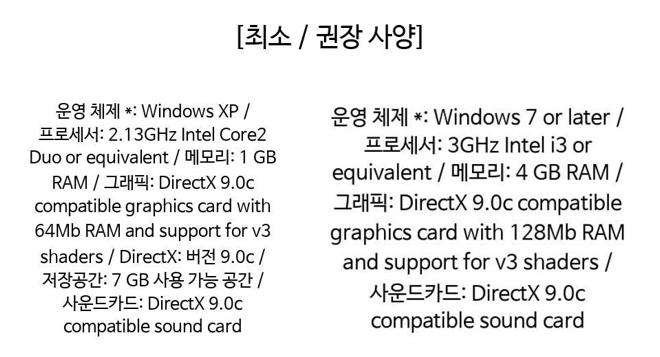 [최소 / 권장 사양]
운영 체제 *: Windows XP /
프로세서: 2.13GHz Intel Core2
Duo or equivalent / 메모리: 1 GB
RAM / 그래픽: DirectX 9.0c
compatible graphics card with
64Mb RAM and support for v3
shaders / DirectX: 버전 9.0c /
저장공간: 7 GB 사용 가능 공간 /
사운드카드: DirectX 9.0c
compatible sound card
운영 체제 *: Windows 7 or later /
프로세서: 3GHz Intel i3 or
equivalent / 메모리: 4 GB RAM /
그래픽: DirectX 9.0c compatible
graphics card with 128Mb RAM
and support for v3 shaders /
사운드카드: DirectX 9.0c
compatible sound card